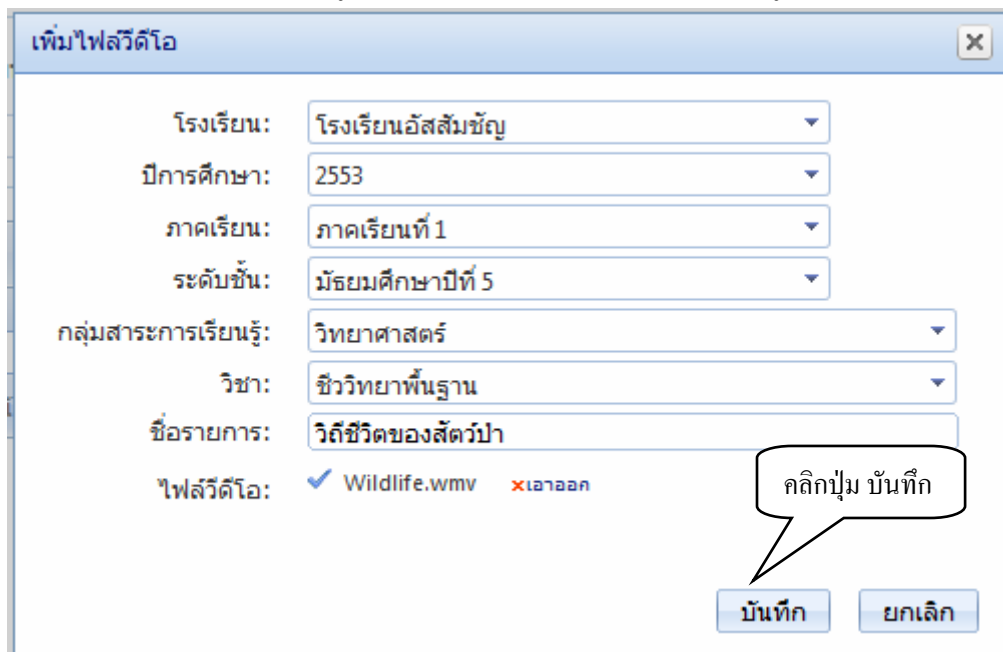 เพิ่มไฟล์วีดีโอ
โรงเรียน: โรงเรียนอัสสัมชัญ
ปีการศึกษา: 2553
ภาคเรียน: ภาคเรียนที่ 1
ระดับชั้น: มัธยมศึกษาปีที่ 5
กลุ่มสาระการเรียนรู้: วิทยาศาสตร์
วิชา: ชีววิทยาพื้นฐาน
ชื่อรายการ: วิถีชีวิตของสัตว์ป่า
ไฟล์วีดีโอ: Wildlife.wmv เอาออก
คลิกปุ่ม บันทึก
บันทึก ยกเลิก